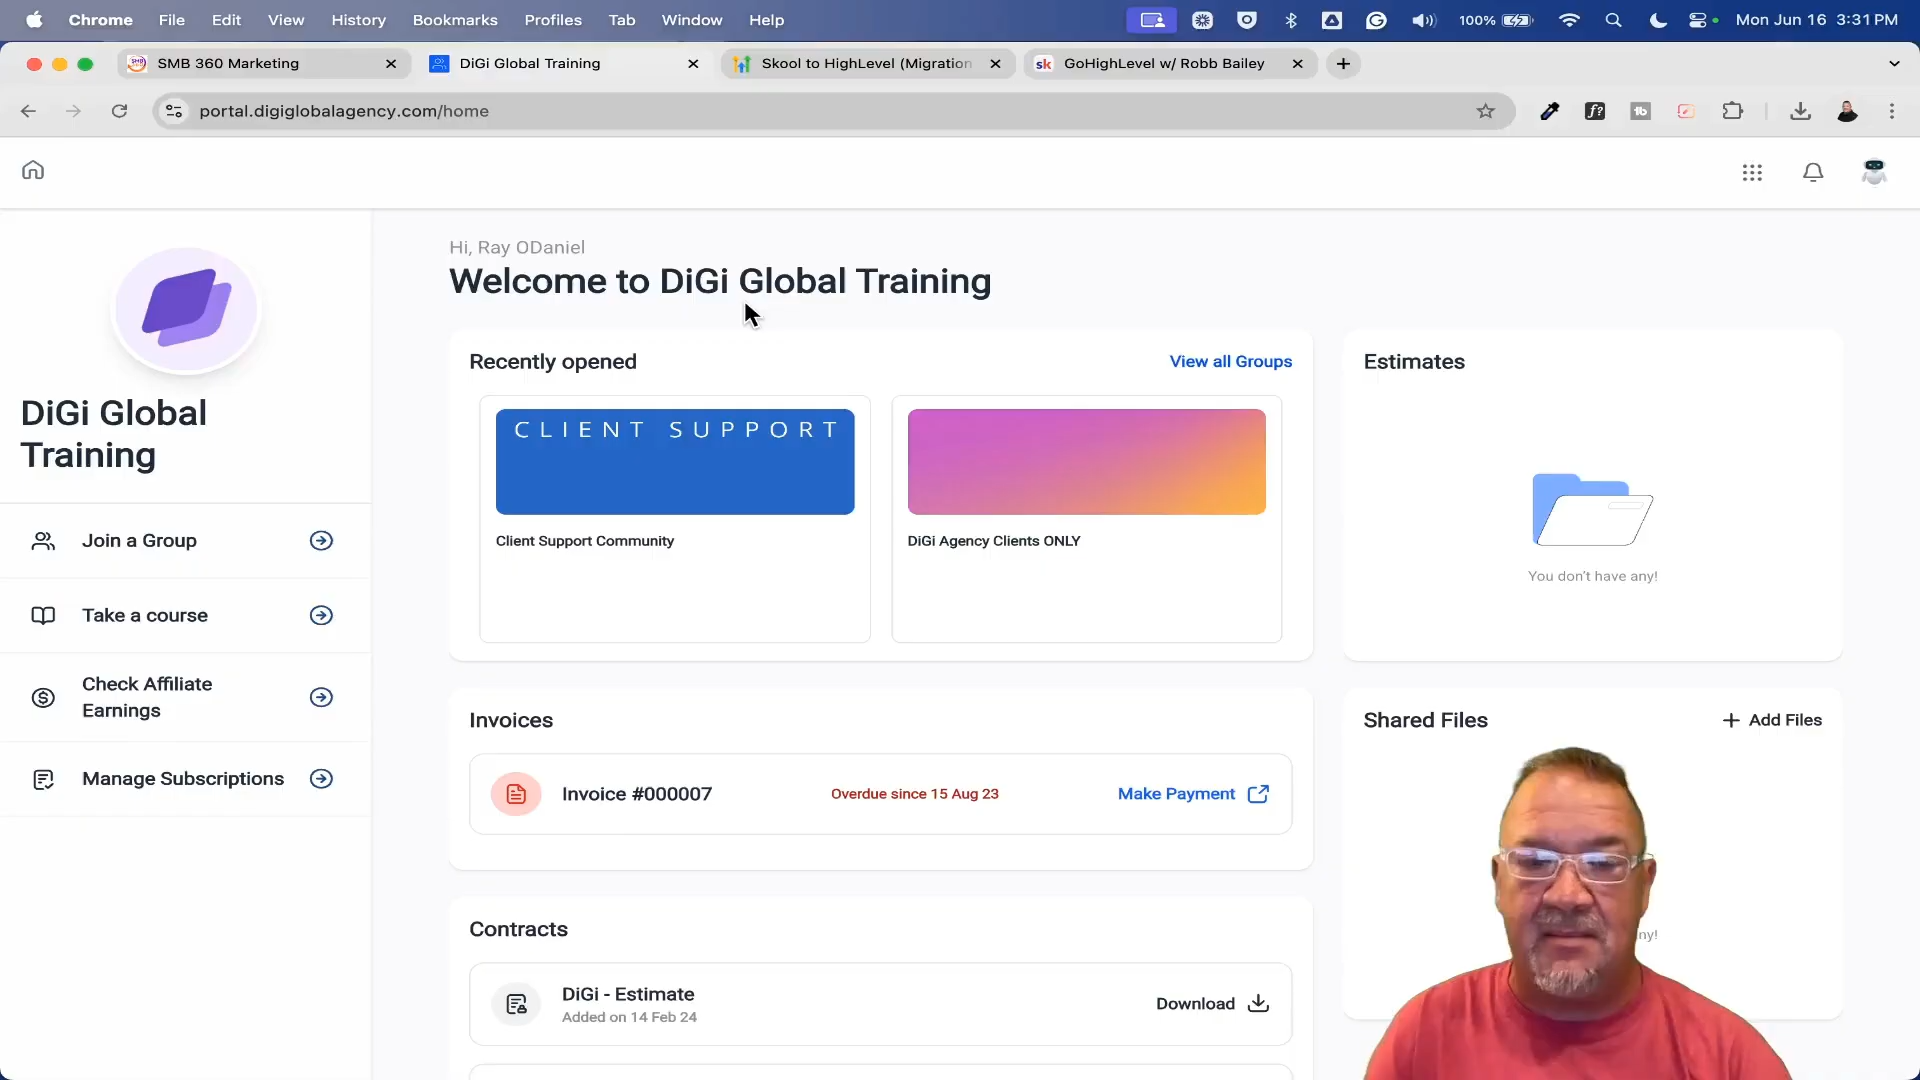 Chrome File Edit View History Bookmarks Profiles Tab Window Help 100% Mon Jun 16 3:31 PM
SMB 360 Marketing DiGi Global Training Skool to HighLevel (Migration sk GoHighLevel w/ Robb Bailey
portal.digiglobalagency.com/home
Hi, Ray ODaniel
Welcome to DiGi Global Training
DiGi Global
Training
Join a Group
Take a course
Check Affiliate
Earnings
Manage Subscriptions
Recently opened View all Groups
CLIENT SUPPORT
Client Support Community DiGi Agency Clients ONLY
Estimates
You don't have any!
Invoices
Invoice #000007 Overdue since 15 Aug 23 Make Payment
Shared Files + Add Files
ny!
Contracts
DiGi - Estimate
Added on 14 Feb 24
Download